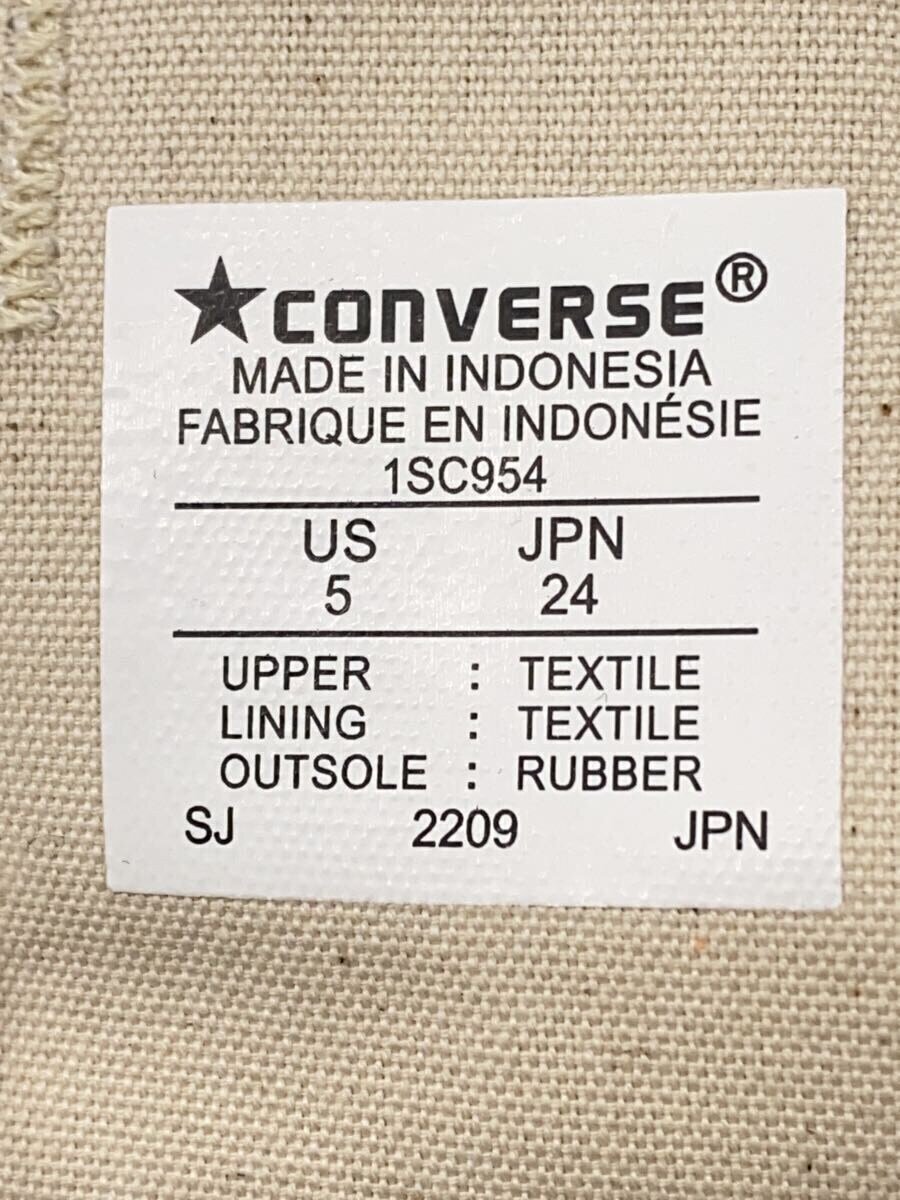 ★CONVERSE®
MADE IN INDONESIA
FABRIQUE EN INDONÉSIE
1SC954
US JPN
5 24
UPPER : TEXTILE
LINING : TEXTILE
OUTSOLE : RUBBER
SJ 2209 JPN